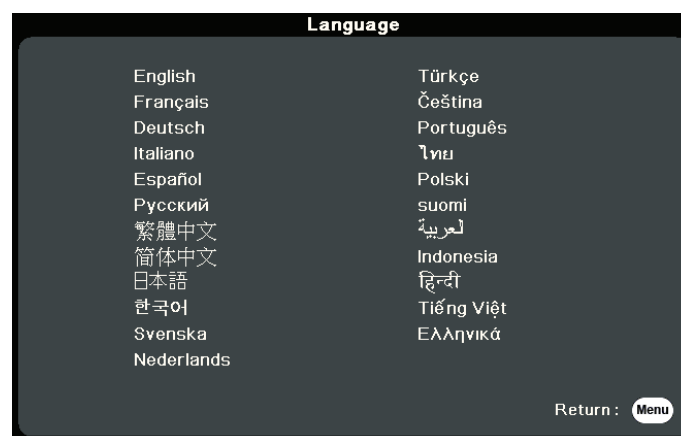 Language
English
Français
Deutsch
Italiano
Español
Русский
繁體中文
简体中文
日本語
한국어
Svenska
Nederlands
Türkçe
Čeština
Português
ไทย
Polski
suomi
العربية
Indonesia
हिन्दी
Tiếng Việt
Ελληνικά
Return: Menu